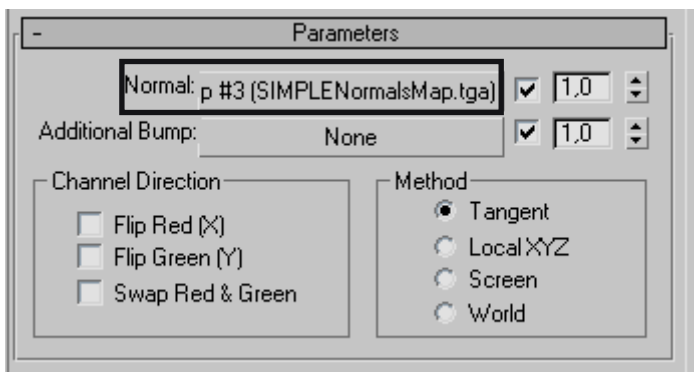 - Parameters
Normal: p #3 (SIMPLENormalsMap.tga) 1,0
Additional Bump: None 1,0
Channel Direction
Flip Red (X)
Flip Green (Y)
Swap Red & Green
Method
Tangent
Local XYZ
Screen
World